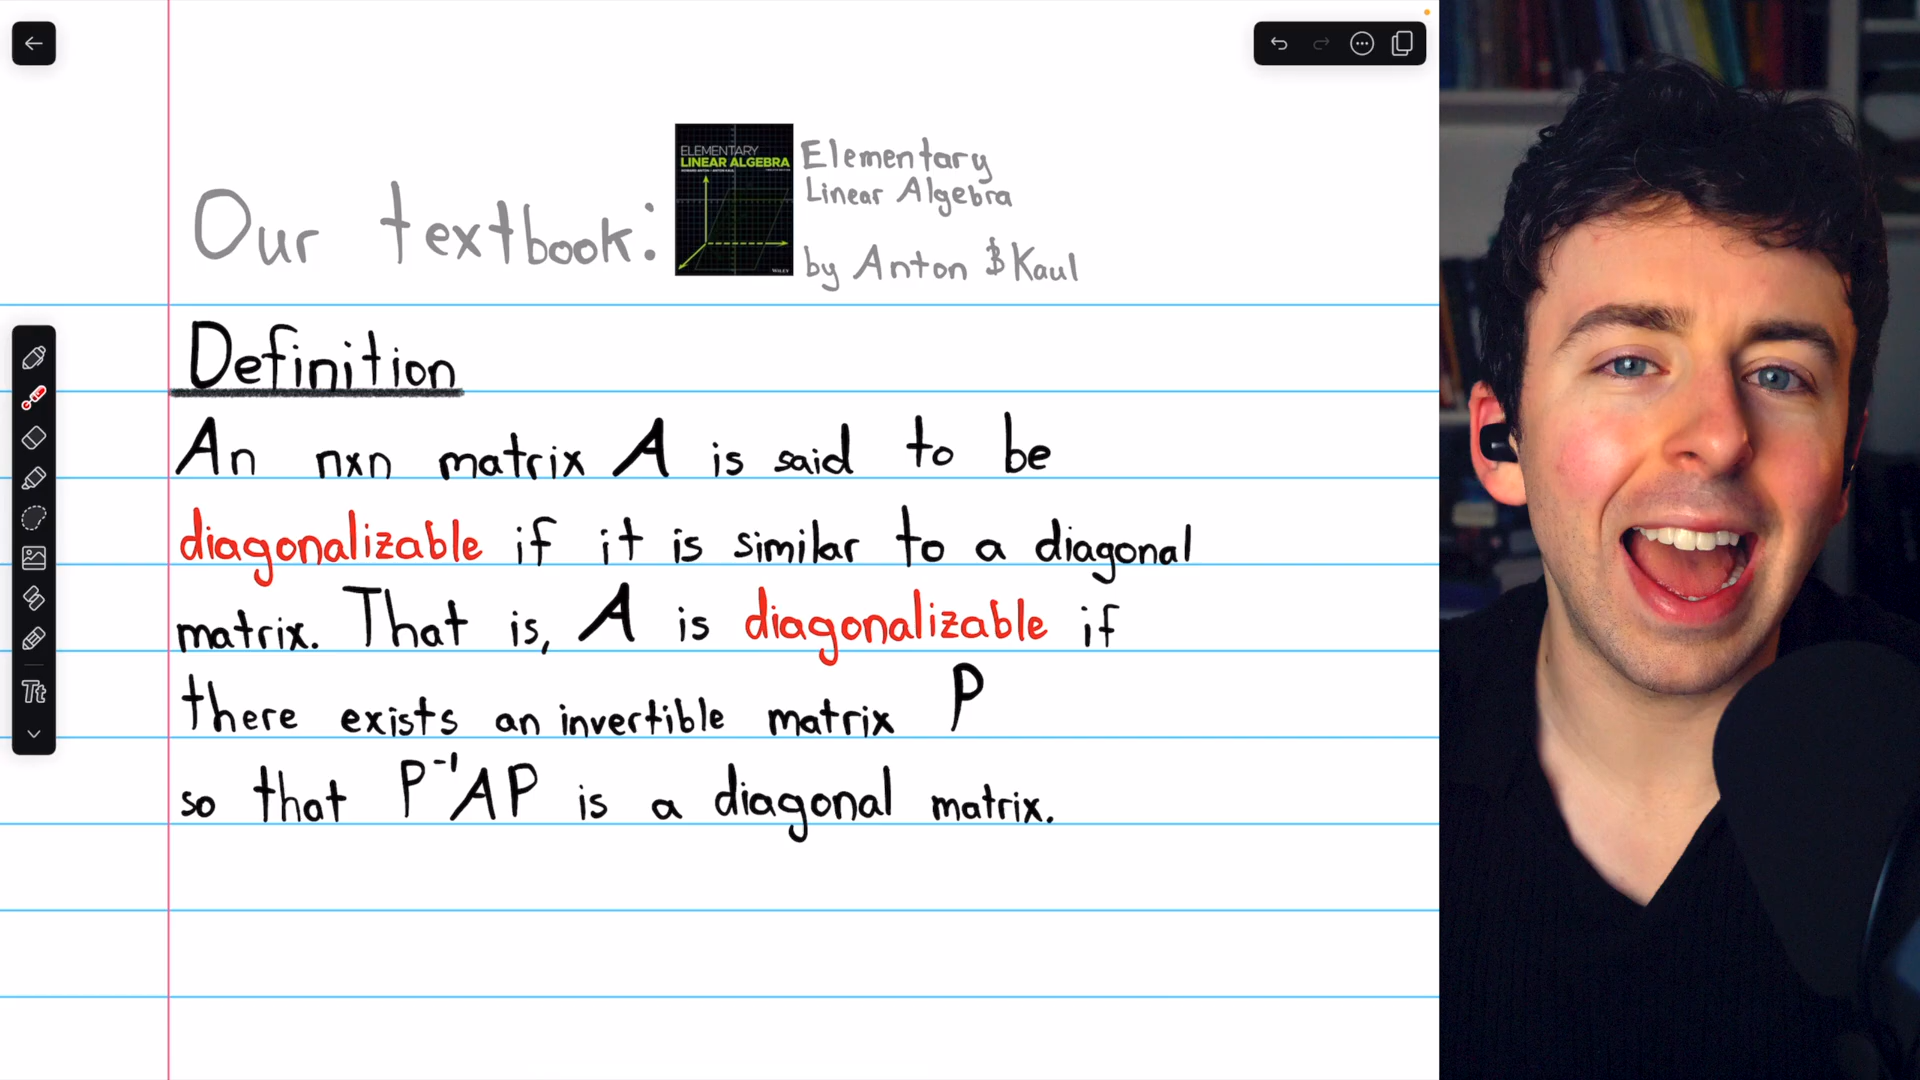 Our textbook:
ELEMENTARY
LINEAR ALGEBRA
WILEY
Elementary
Linear Algebra
by Anton & Kaul
Definition
An nxn matrix A is said to be
diagonalizable if it is similar to a diagonal
matrix. That is, A is diagonalizable if
there exists an invertible matrix P
so that P⁻¹AP is a diagonal matrix.
Tt